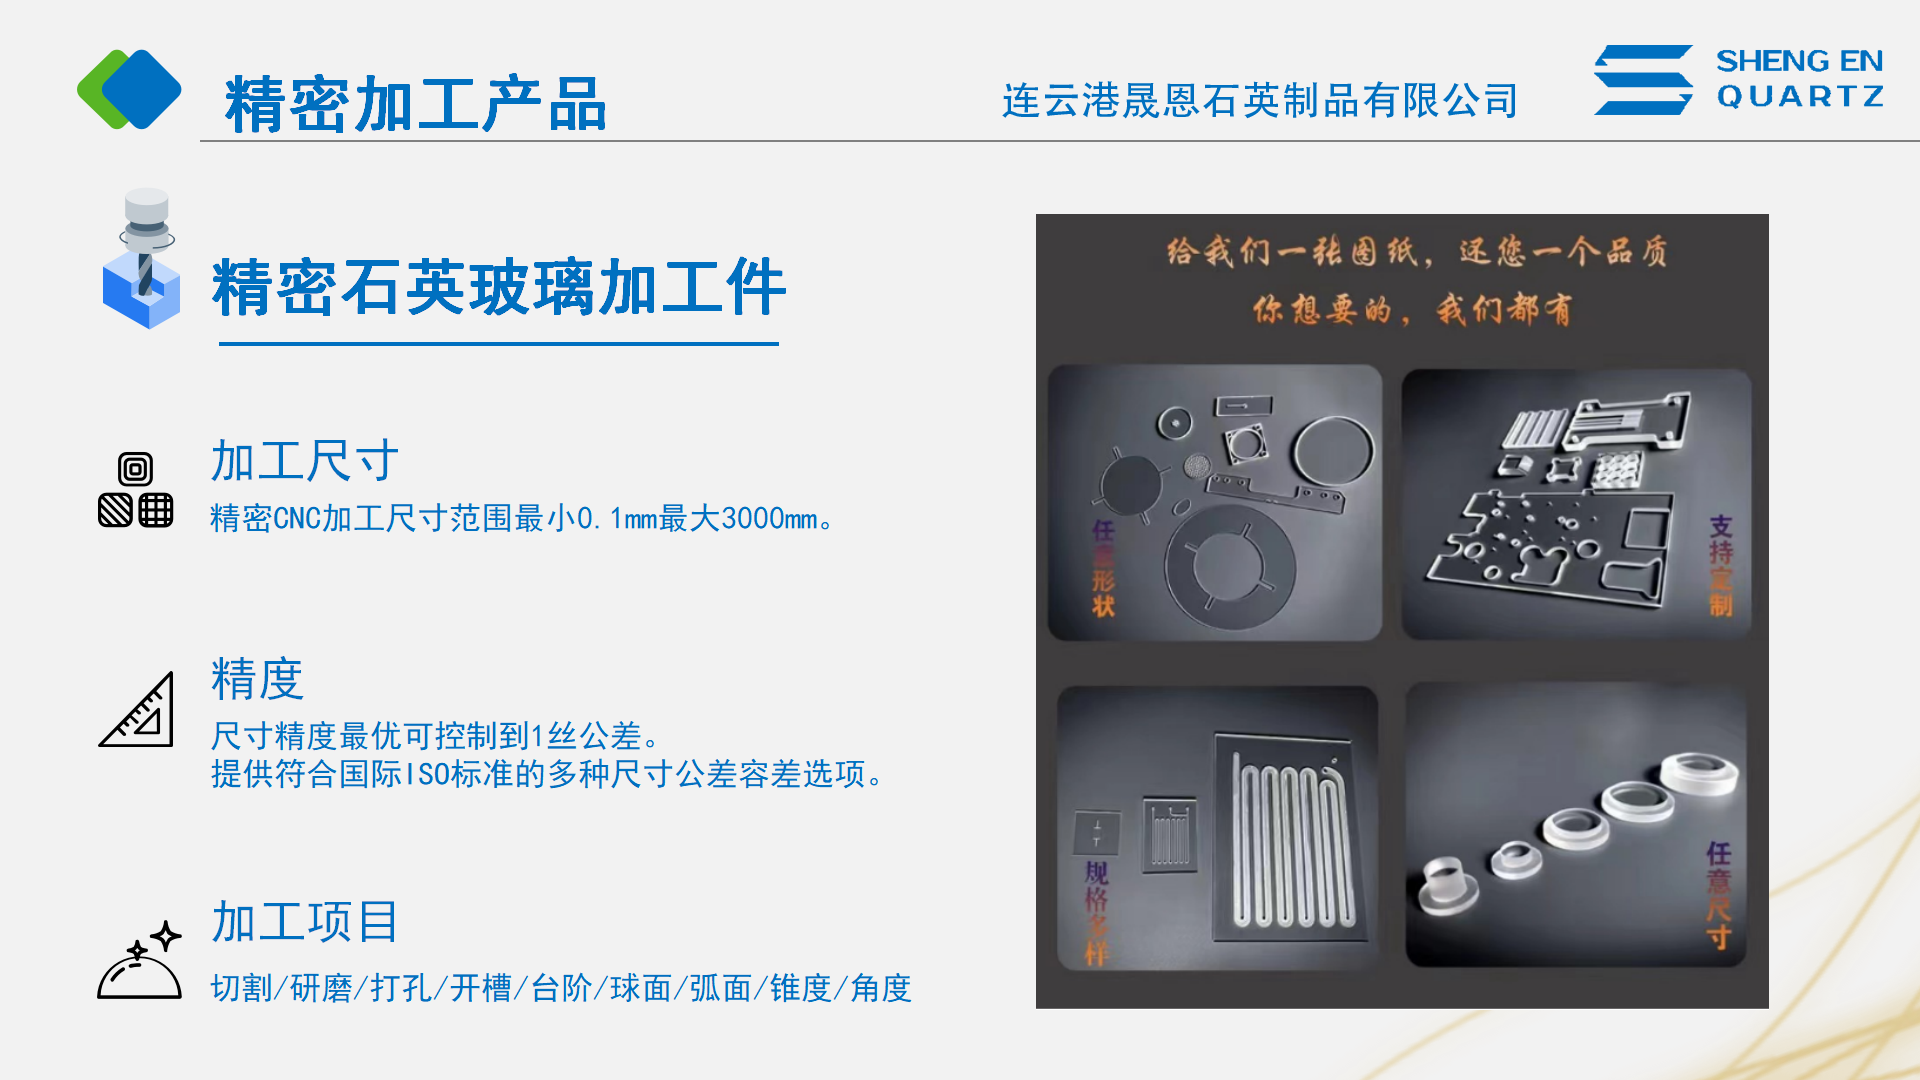 精密加工产品
连云港晟恩石英制品有限公司
SHENG EN
QUARTZ
精密石英玻璃加工件
加工尺寸
精密CNC加工尺寸范围最小0.1mm最大3000mm。
精度
尺寸精度最优可控制到1丝公差。
提供符合国际ISO标准的多种尺寸公差容差选项。
加工项目
切割/研磨/打孔/开槽/台阶/球面/弧面/锥度/角度
给我们一张图纸，还您一个品质
你想要的，我们都有
任意形状
支持定制
规格多样
任意尺寸